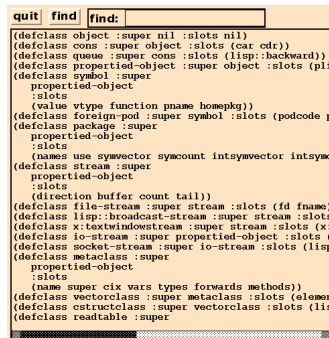 quit find find:
(defclass object :super nil :slots nil)
(defclass cons :super object :slots (car cdr))
(defclass queue :super cons :slots (lisp::backward))
(defclass propertied-object :super object :slots (pli
(defclass symbol :super
propertied-object
:slots
(value vtype function pname homepkg))
(defclass foreign-pod :super symbol :slots (podcode p
(defclass package :super
propertied-object
:slots
(names use symvector symcount intsymvector intsymc
(defclass stream :super
propertied-object
:slots
(direction buffer count tail))
(defclass file-stream :super stream :slots (fd fname)
(defclass lisp::broadcast-stream :super stream :slots
(defclass x:textwindowstream :super stream :slots (x:
(defclass io-stream :super propertied-object :slots (
(defclass socket-stream :super io-stream :slots (lisp
(defclass metaclass :super
propertied-object
:slots
(name super cix vars types forwards methods))
(defclass vectorclass :super metaclass :slots (elemen
(defclass cstructclass :super vectorclass :slots (lis
(defclass readtable :super